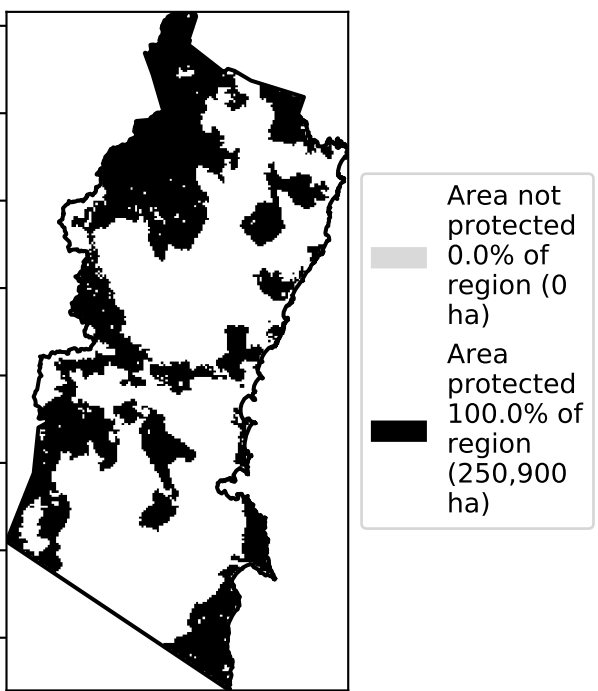 Area not
protected
0.0% of
region (0
ha)
Area
protected
100.0% of
region
(250,900
ha)